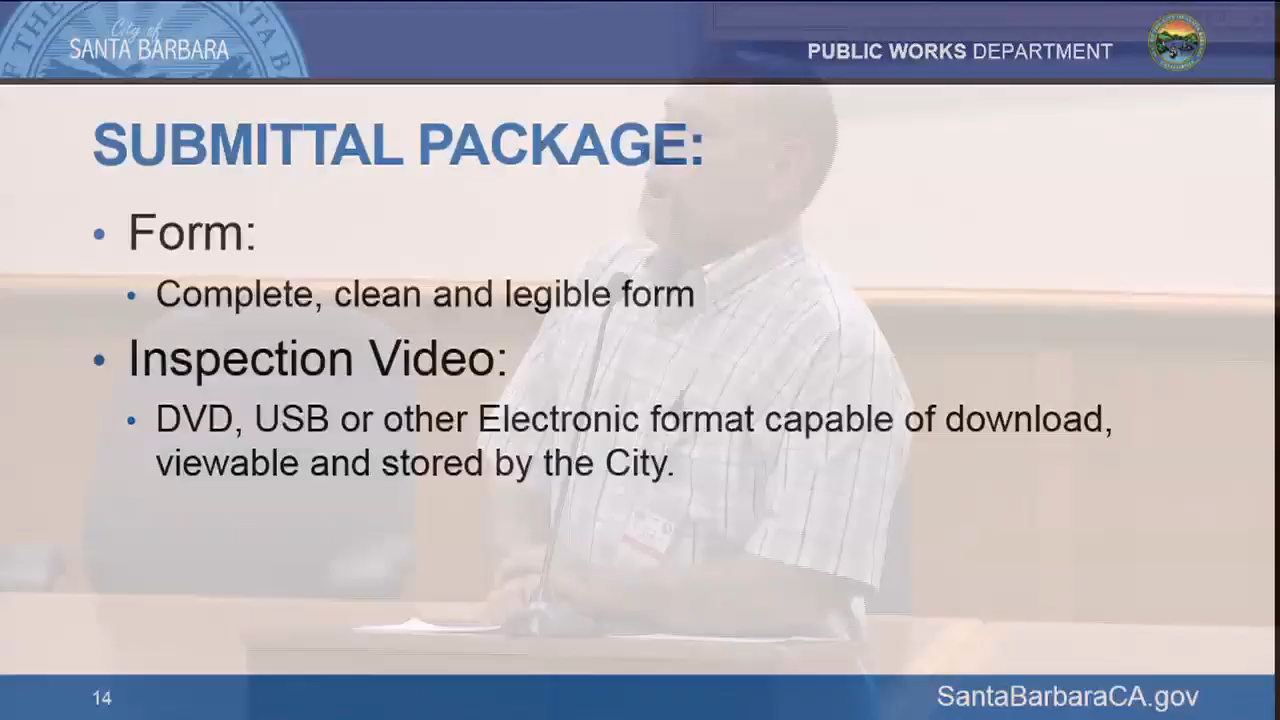 City of
SANTA BARBARA
PUBLIC WORKS DEPARTMENT
SUBMITTAL PACKAGE:
• Form:
• Complete, clean and legible form
• Inspection Video:
• DVD, USB or other Electronic format capable of download,
viewable and stored by the City.
14
SantaBarbaraCA.gov